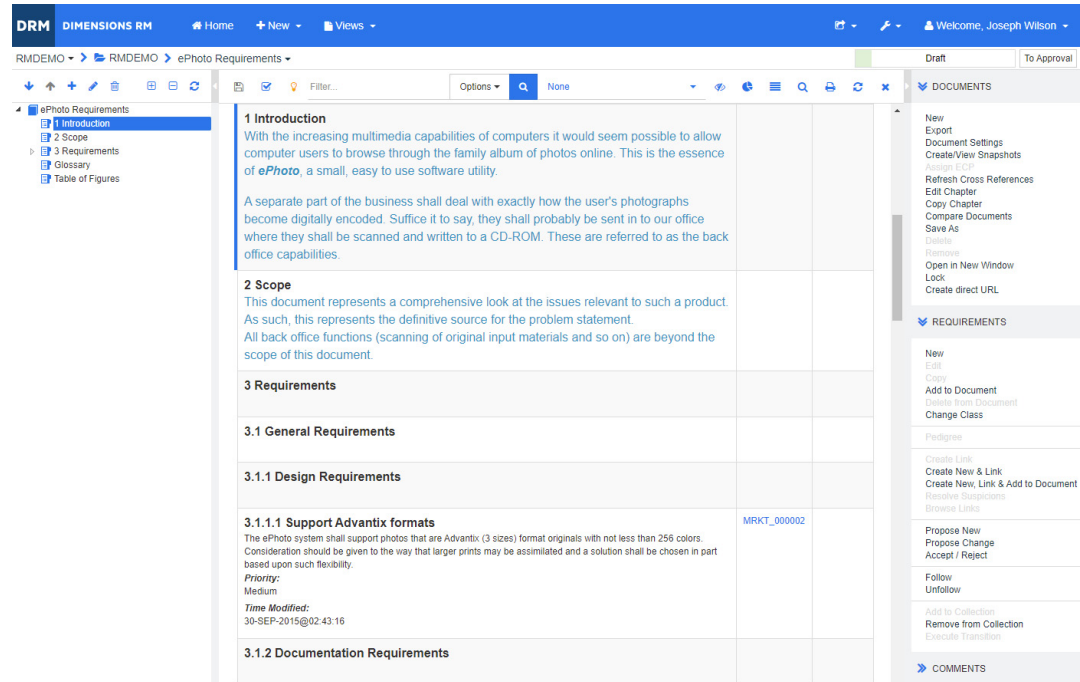 DRM DIMENSIONS RM Home New Views Welcome, Joseph Wilson
RMDEMO RMDEMO ePhoto Requirements Draft To Approval
Filter... Options None
ePhoto Requirements
1 Introduction
2 Scope
3 Requirements
Glossary
Table of Figures
1 Introduction
With the increasing multimedia capabilities of computers it would seem possible to allow
computer users to browse through the family album of photos online. This is the essence
of ePhoto, a small, easy to use software utility.
A separate part of the business shall deal with exactly how the user's photographs
become digitally encoded. Suffice it to say, they shall probably be sent in to our office
where they shall be scanned and written to a CD-ROM. These are referred to as the back
office capabilities.
2 Scope
This document represents a comprehensive look at the issues relevant to such a product.
As such, this represents the definitive source for the problem statement.
All back office functions (scanning of original input materials and so on) are beyond the
scope of this document.
3 Requirements
3.1 General Requirements
3.1.1 Design Requirements
3.1.1.1 Support Advantix formats MRKT_000002
The ePhoto system shall support photos that are Advantix (3 sizes) format originals with not less than 256 colors.
Consideration should be given to the way that larger prints may be assimilated and a solution shall be chosen in part
based upon such flexibility.
Priority:
Medium
Time Modified:
30-SEP-2015@02:43:16
3.1.2 Documentation Requirements
DOCUMENTS
New
Export
Document Settings
Create/View Snapshots
Assign ECP
Refresh Cross References
Edit Chapter
Copy Chapter
Compare Documents
Save As
Delete
Remove
Open in New Window
Lock
Create direct URL
REQUIREMENTS
New
Edit
Copy
Add to Document
Delete from Document
Change Class
Pedigree
Create Link
Create New & Link
Create New, Link & Add to Document
Resolve Suspicions
Browse Links
Propose New
Propose Change
Accept / Reject
Follow
Unfollow
Add to Collection
Remove from Collection
Execute Transition
COMMENTS